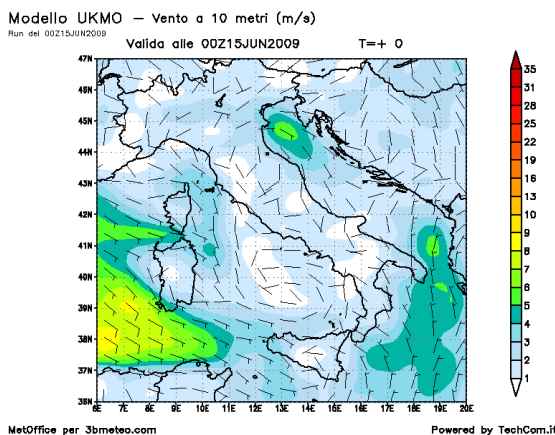 Modello UKMO – Vento a 10 metri (m/s)
Run del 00Z15JUN2009
Valida alle 00Z15JUN2009 T=+ 0
47N
46N
45N
44N
43N
42N
41N
40N
39N
38N
37N
36N
6E 7E 8E 9E 10E 11E 12E 13E 14E 15E 16E 17E 18E 19E 20E
35
31
28
25
22
19
16
13
10
9
8
7
6
5
4
3
2
1
MetOffice per 3bmeteo.com
Powered by TechCom.it